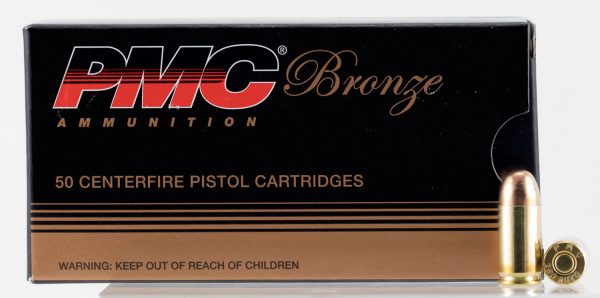 PMC® Bronze
AMMUNITION
50 CENTERFIRE PISTOL CARTRIDGES
WARNING: KEEP OUT OF REACH OF CHILDREN